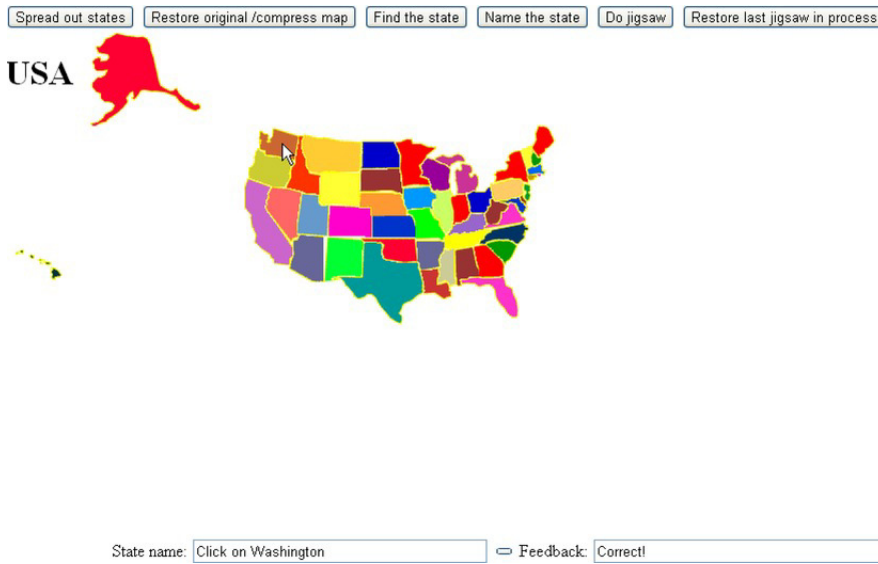 Spread out states Restore original /compress map Find the state Name the state Do jigsaw Restore last jigsaw in process
USA
State name: Click on Washington Feedback: Correct!